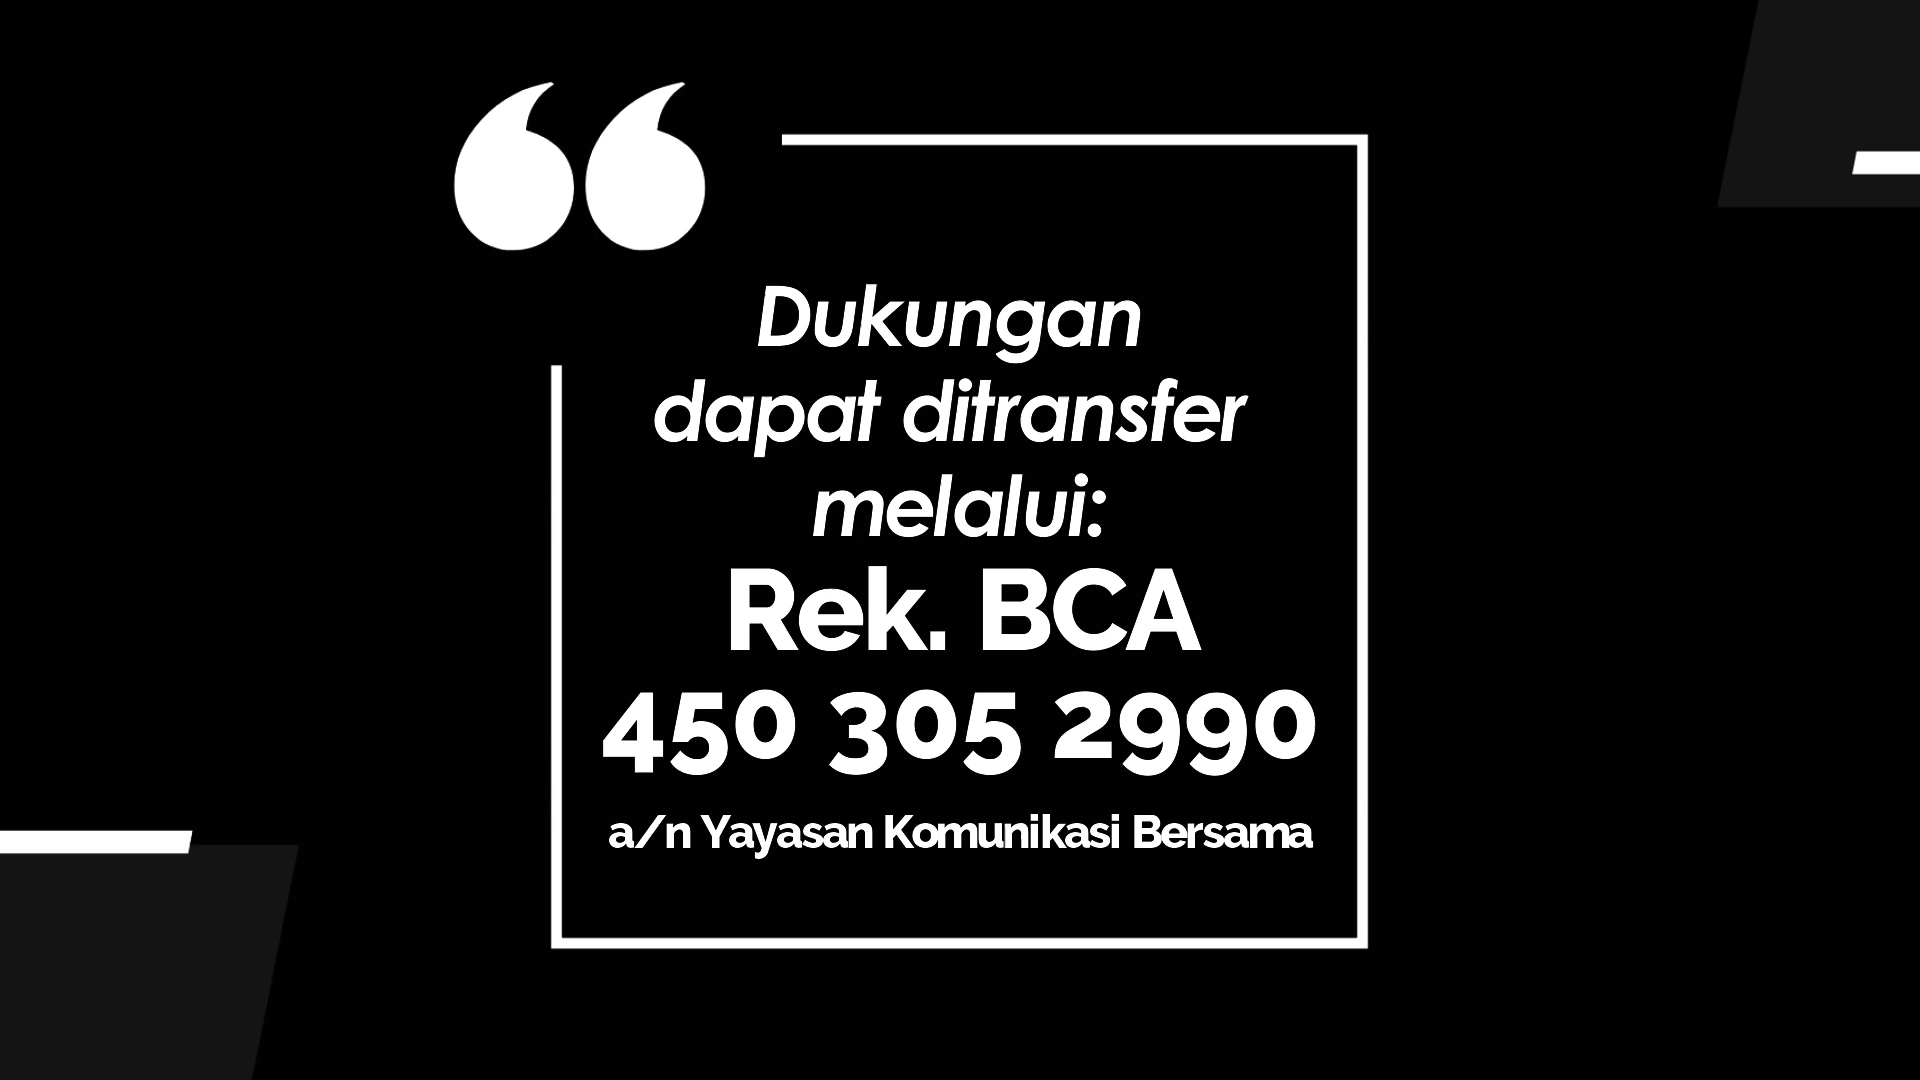 Dukungan
dapat ditransfer
melalui:
Rek. BCA
450 305 2990
a/n Yayasan Komunikasi Bersama